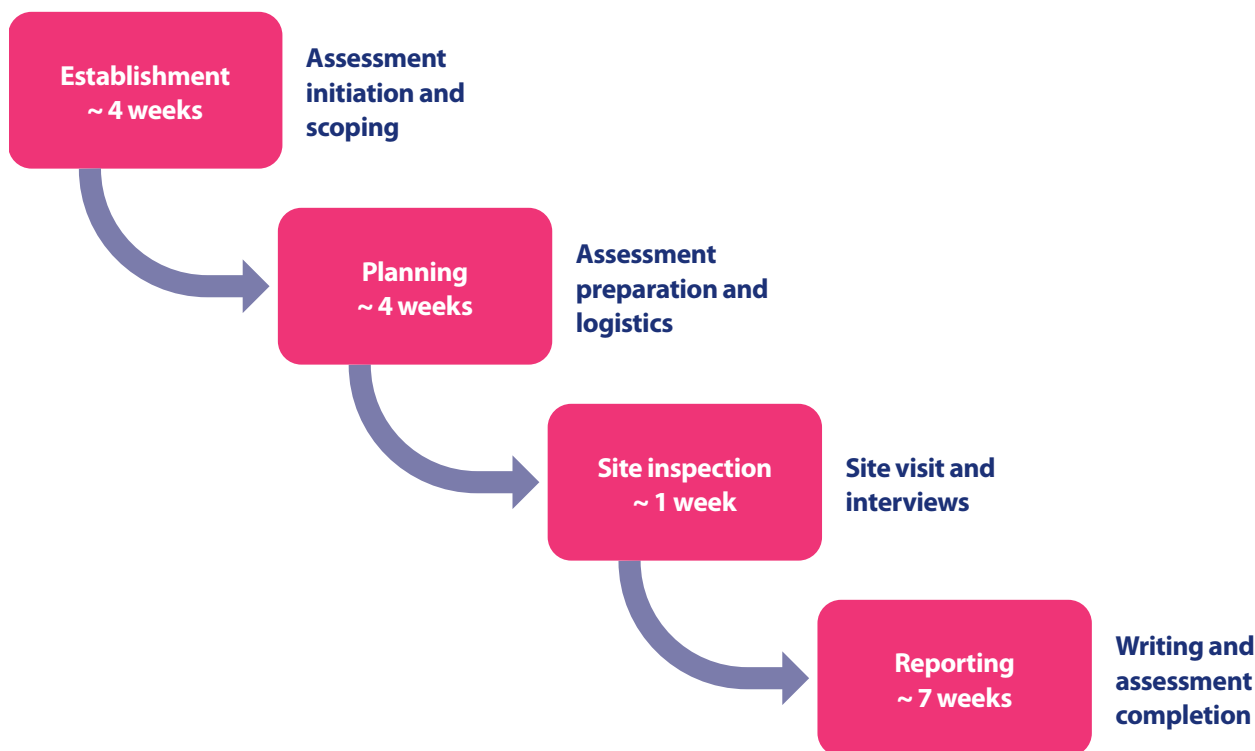 Establishment
~ 4 weeks
Assessment
initiation and
scoping
Planning
~ 4 weeks
Assessment
preparation and
logistics
Site inspection
~ 1 week
Site visit and
interviews
Reporting
~ 7 weeks
Writing and
assessment
completion